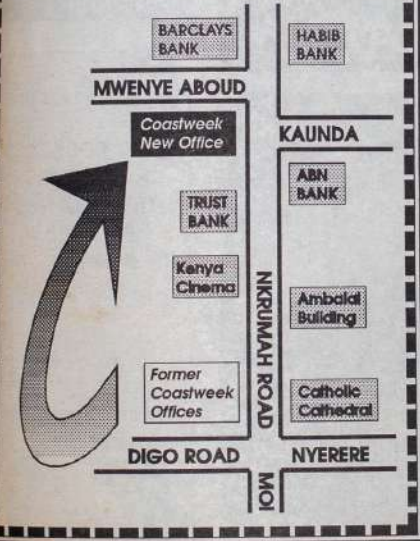 BARCLAYS
BANK
HABIB
BANK
MWENYE ABOUD
Coastweek
New Office
KAUNDA
ABN
BANK
TRUST
BANK
Kenya
Cinema
NKRUMAH ROAD
Ambalal
Building
Former
Coastweek
Offices
Catholic
Cathedral
DIGO ROAD
NYERERE
MOI